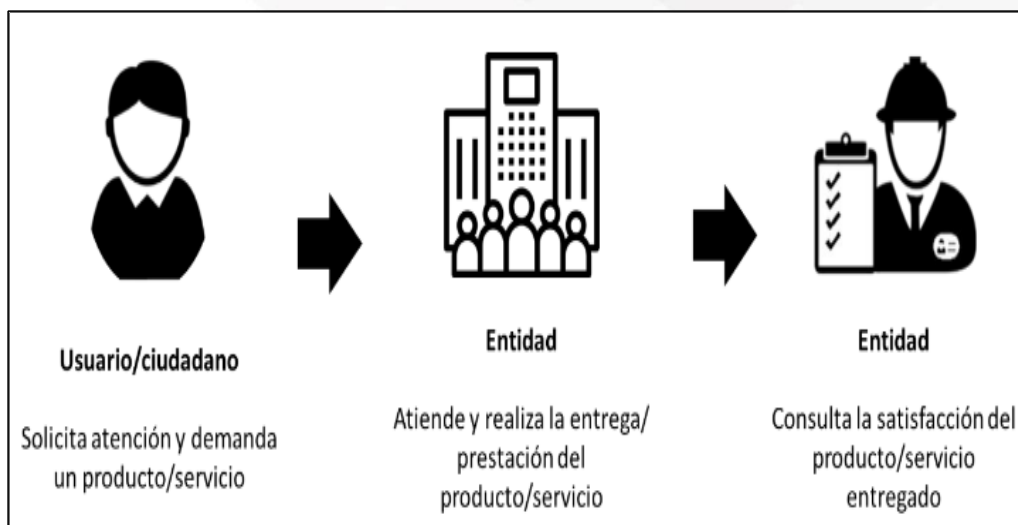 Usuario/ciudadano
Solicita atención y demanda
un producto/servicio
Entidad
Atiende y realiza la entrega/
prestación del
producto/servicio
Entidad
Consulta la satisfacción del
producto/servicio
entregado